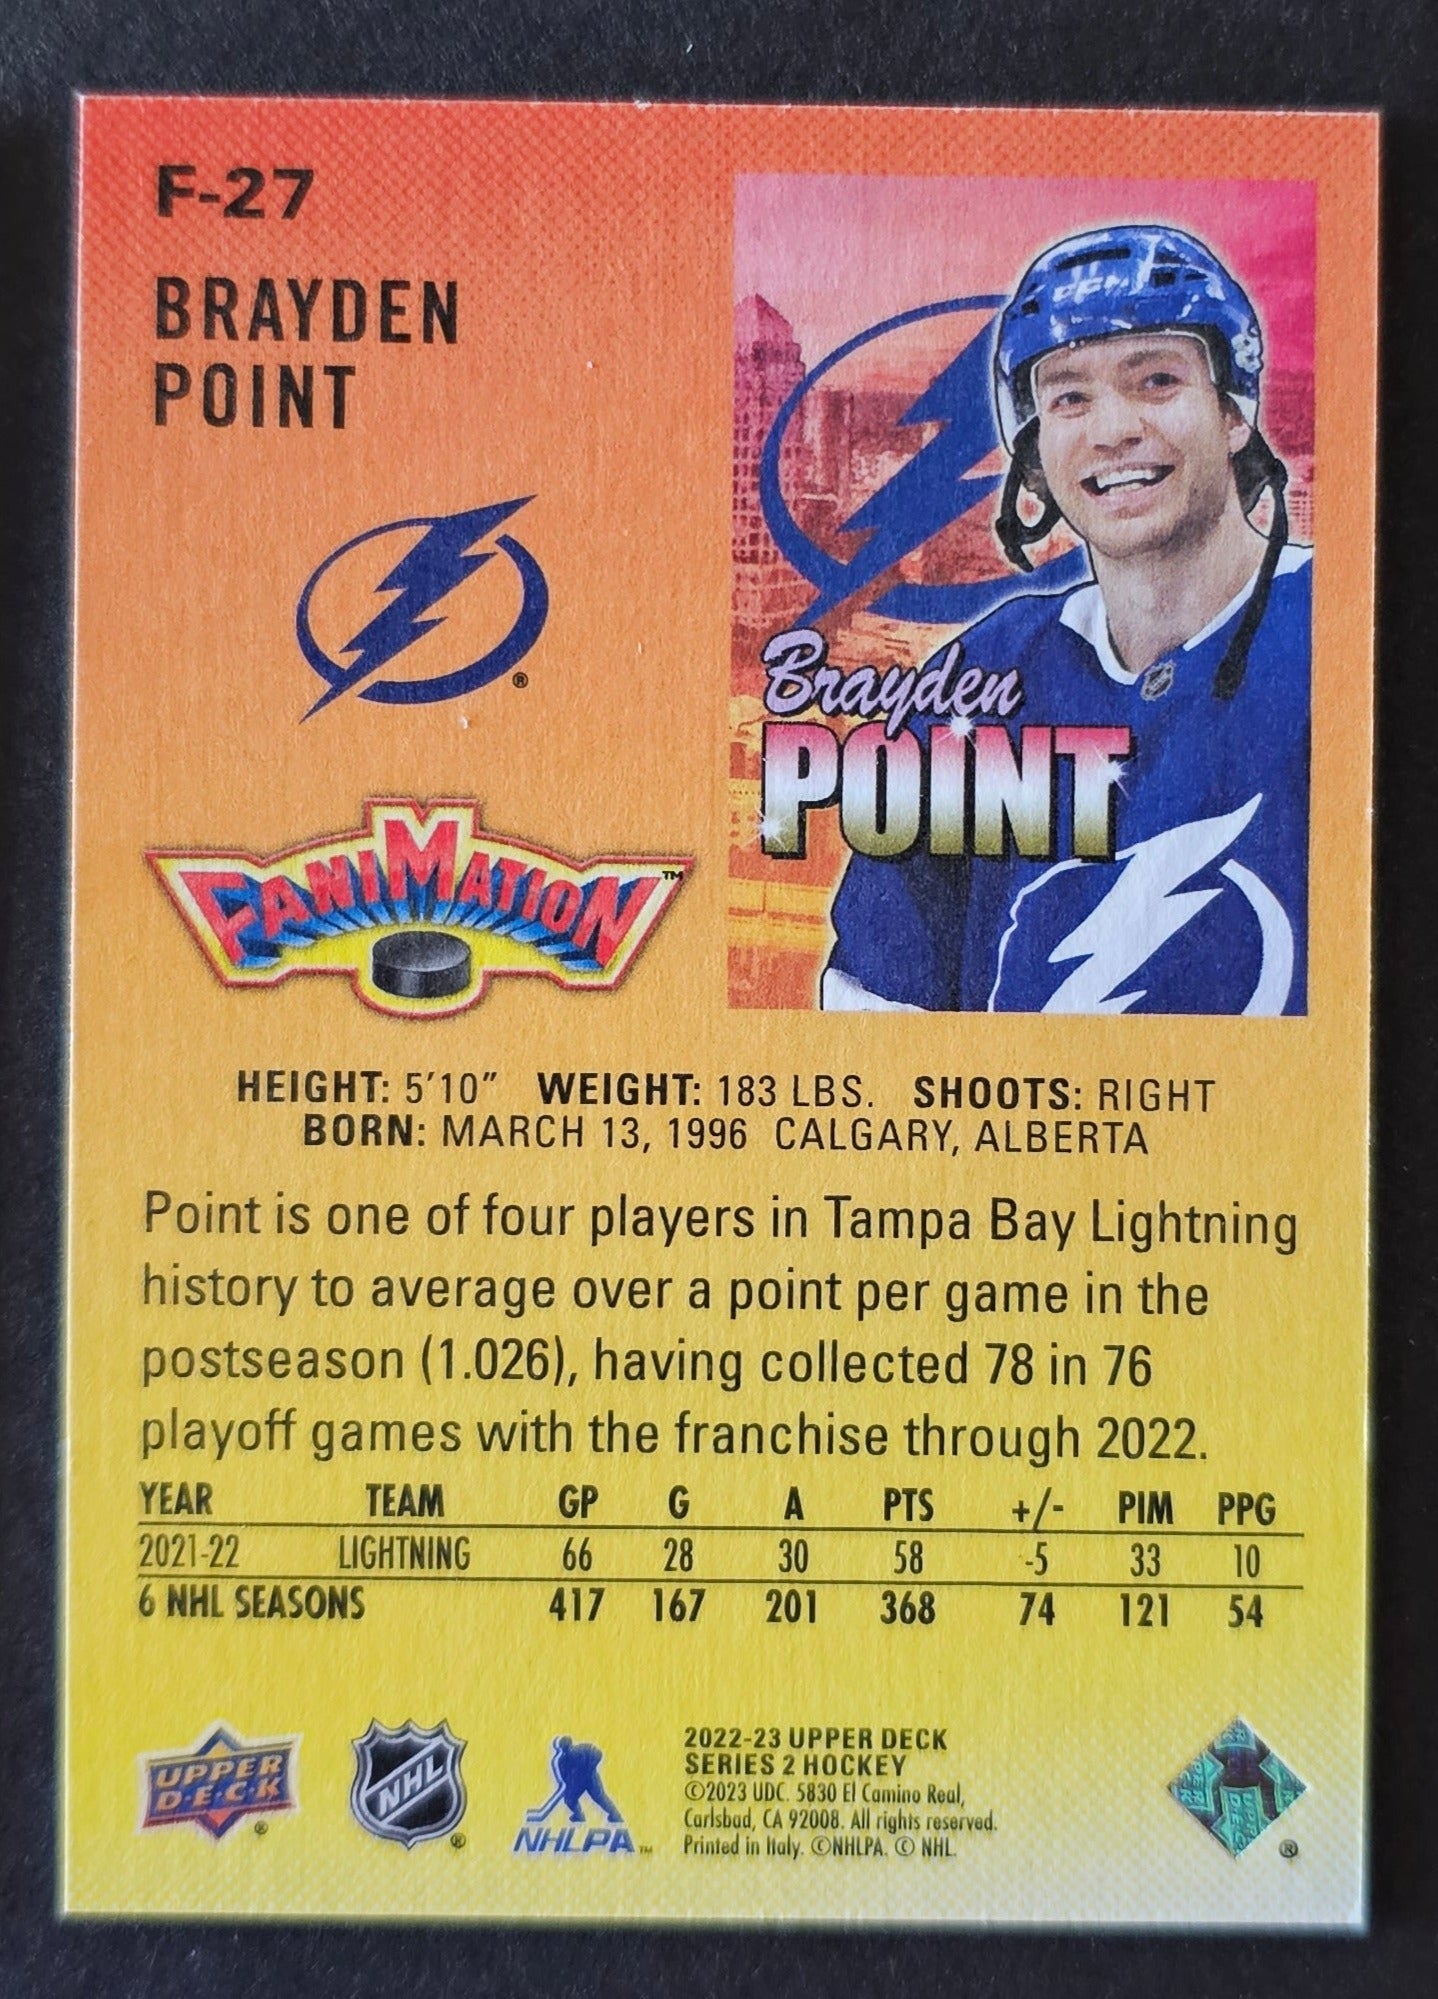 F-27
BRAYDEN
POINT
®
Brayden
POINT
FANIMATION™
HEIGHT: 5'10" WEIGHT: 183 LBS. SHOOTS: RIGHT
BORN: MARCH 13, 1996 CALGARY, ALBERTA
Point is one of four players in Tampa Bay Lightning
history to average over a point per game in the
postseason (1.026), having collected 78 in 76
playoff games with the franchise through 2022.
YEAR TEAM GP G A PTS +/- PIM PPG
2021-22 LIGHTNING 66 28 30 58 -5 33 10
6 NHL SEASONS 417 167 201 368 74 121 54
UPPER
D·E·C·K
®
NHL
®
NHLPA™
2022-23 UPPER DECK
SERIES 2 HOCKEY
©2023 UDC. 5830 El Camino Real,
Carlsbad, CA 92008. All rights reserved.
Printed in Italy. ©NHLPA. © NHL.
®